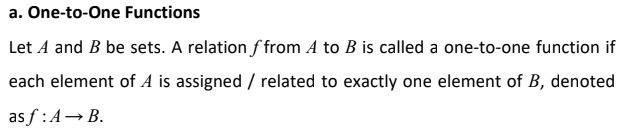 a. One-to-One Functions
Let A and B be sets. A relation f from A to B is called a one-to-one function if
each element of A is assigned / related to exactly one element of B, denoted
as f : A → B.